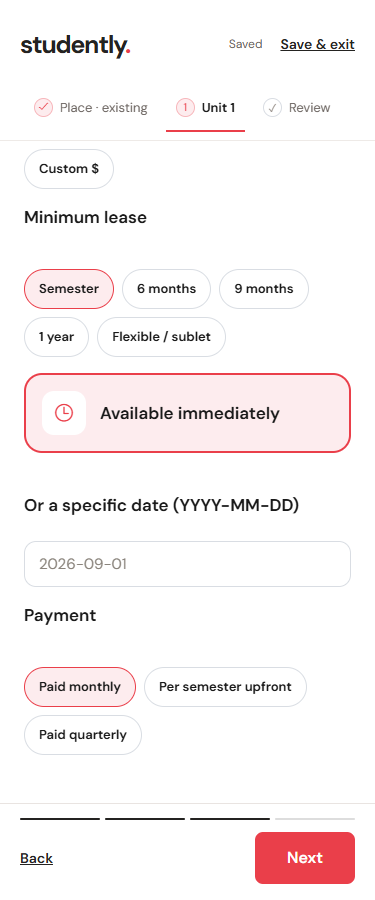 studently.
Saved Save & exit
Place · existing 1 Unit 1 Review
Custom $
Minimum lease
Semester 6 months 9 months
1 year Flexible / sublet
Available immediately
Or a specific date (YYYY-MM-DD)
2026-09-01
Payment
Paid monthly Per semester upfront
Paid quarterly
Back Next